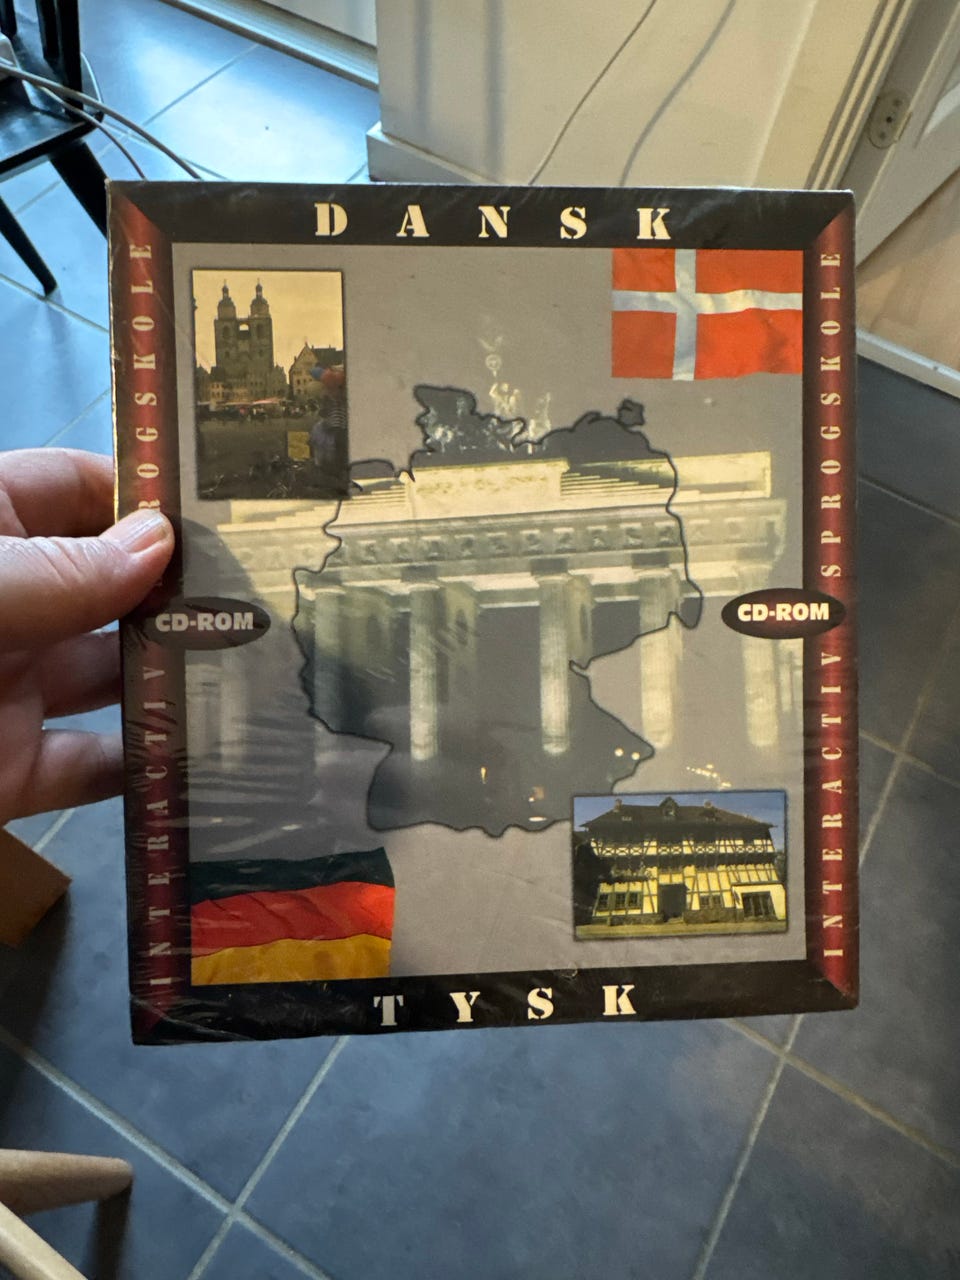 DANSK
INTERACTIV SPROGSKOLE
CD-ROM
CD-ROM
INTERACTIV SPROGSKOLE
TYSK